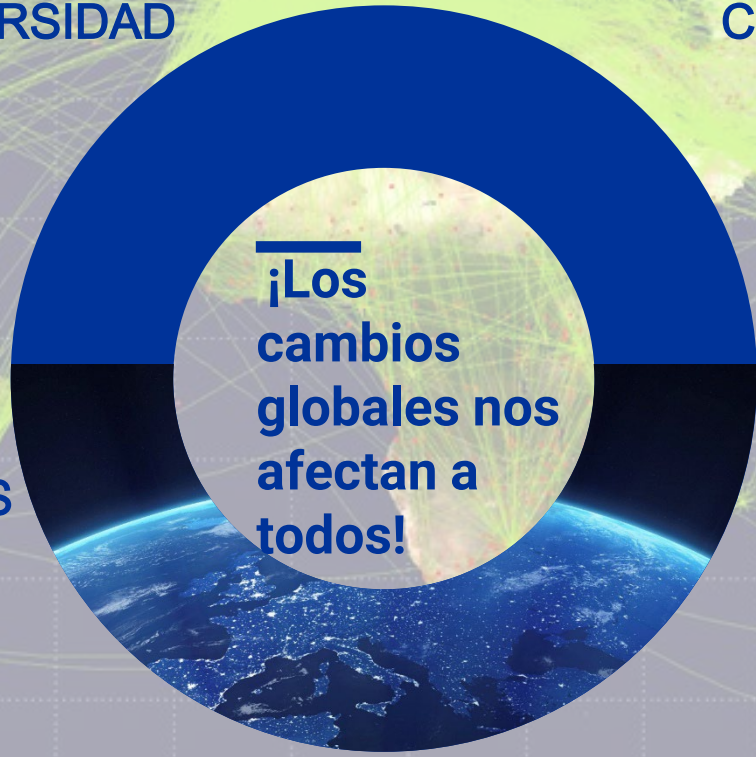 RSIDAD
C
¡Los
cambios
globales nos
afectan a
todos!
S